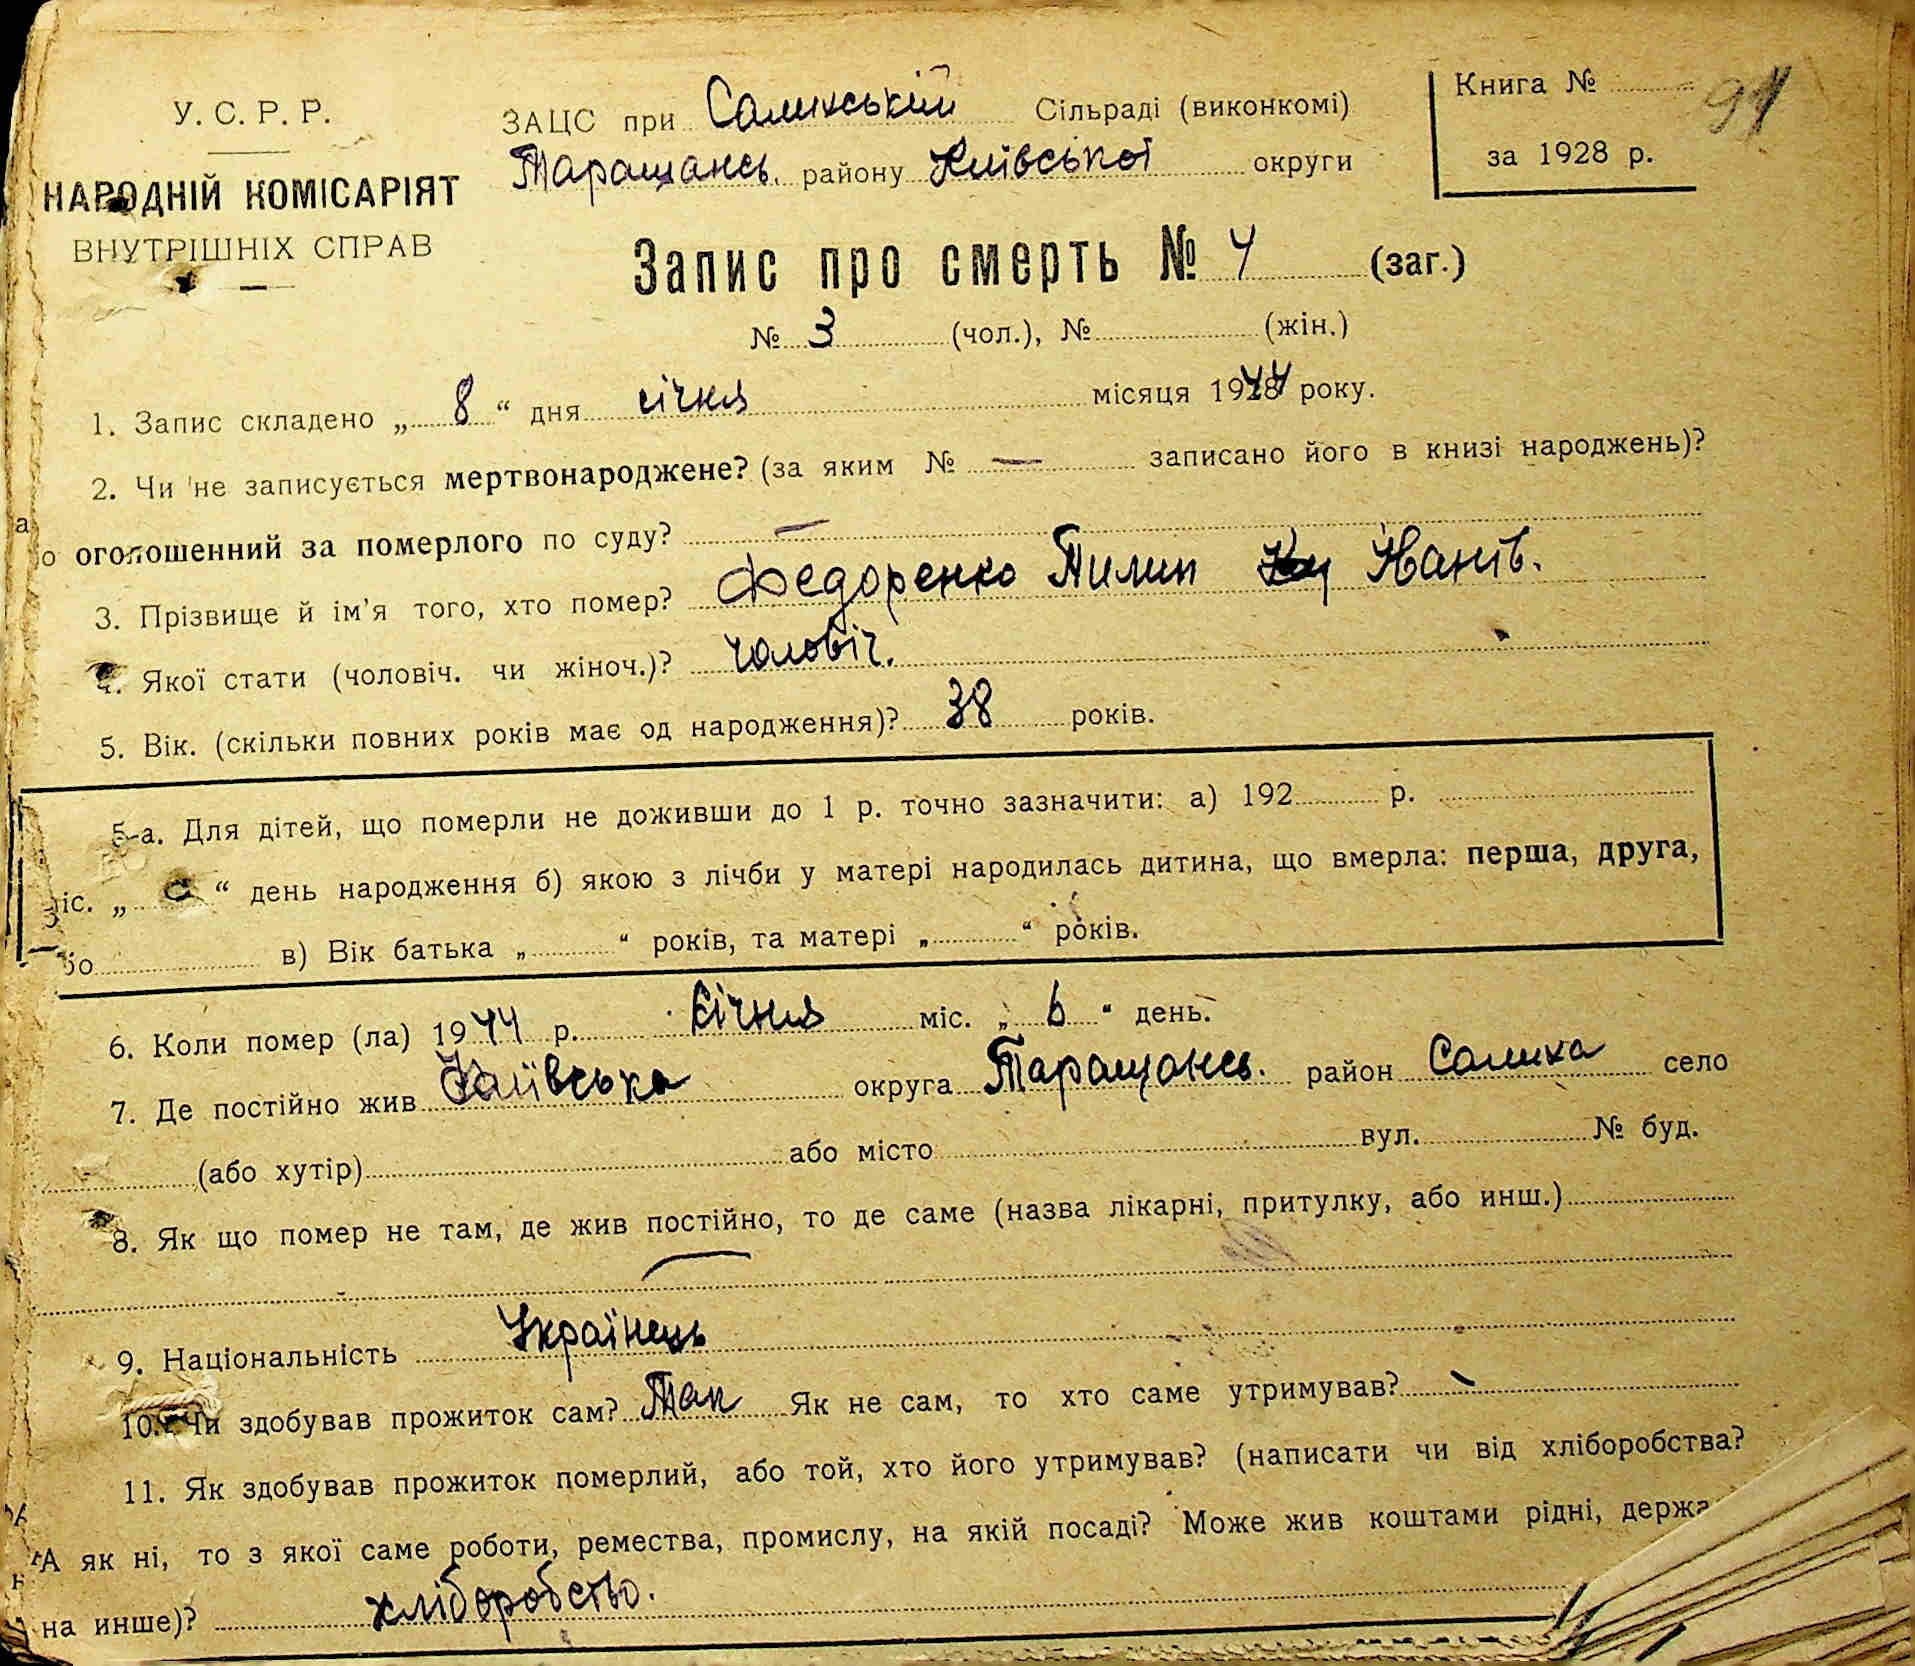 У. С. Р. Р.
НАРОДНІЙ КОМІСАРІЯТ
ВНУТРІШНІХ СПРАВ
ЗАЦС при Салихській Сільраді (виконкомі)
Таращансь. району Київської округи
Книга № 91
за 1928 р.
Запис про смерть № 4 (заг.)
№ 3 (чол.), № (жін.)
1. Запис складено „ 8 “ дня січня місяця 1944 року.
2. Чи не записується мертвонароджене? (за яким № — записано його в книзі народжень)?
о оголошенний за померлого по суду? —
3. Прізвище й ім’я того, хто помер? Федоренко Пилип Іванів.
4. Якої стати (чоловіч. чи жіноч.)? чоловіч.
5. Вік. (скільки повних років має од народження)? 38 років.
5-а. Для дітей, що померли не доживши до 1 р. точно зазначити: а) 192 р.
міс. „ “ день народження б) якою з лічби у матері народилась дитина, що вмерла: перша, друга,
бо в) Вік батька „ “ років, та матері „ “ років.
6. Коли помер (ла) 1944 р. Січня міс. „ 6 “ день.
7. Де постійно жив Київська округа Таращансь. район Салиха село
(або хутір) або місто вул. № буд.
8. Як що помер не там, де жив постійно, то де саме (назва лікарні, притулку, або инш.)
—
9. Національність Українець
10. Чи здобував прожиток сам? Так Як не сам, то хто саме утримував?
11. Як здобував прожиток померлий, або той, хто його утримував? (написати чи від хліборобства?
А як ні, то з якої саме роботи, ремества, промислу, на якій посаді? Може жив коштами рідні, держа
на инше)? хліборобство.